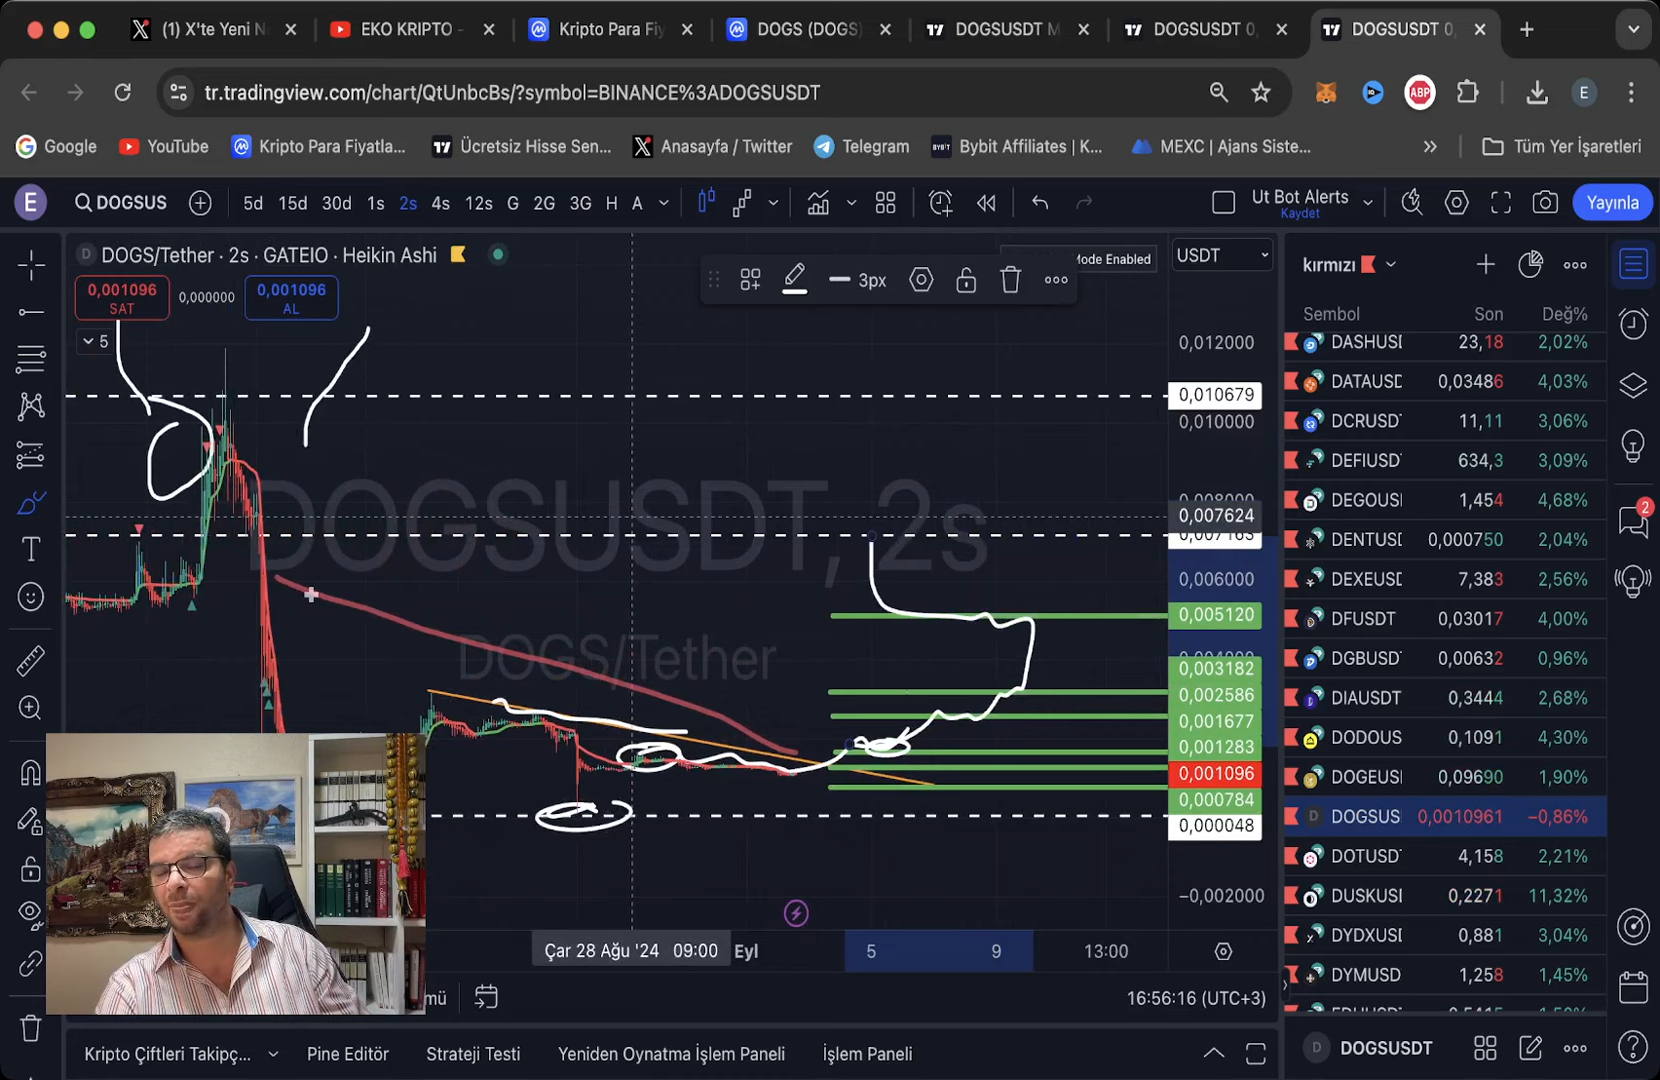 (1) X'te Yeni N
EKO KRIPTO -
Kripto Para Fiy
DOGS (DOGS)
DOGSUSDT M
DOGSUSDT 0,
DOGSUSDT 0,
tr.tradingview.com/chart/QtUnbcBs/?symbol=BINANCE%3ADOGSUSDT
ABP
E
Google
YouTube
Kripto Para Fiyatla...
Ücretsiz Hisse Sen...
Anasayfa / Twitter
Telegram
Bybit Affiliates | K...
MEXC | Ajans Siste...
Tüm Yer İşaretleri
E
DOGSUS
5d 15d 30d 1s 2s 4s 12s G 2G 3G H A
Ut Bot Alerts
Kaydet
Yayınla
D DOGS/Tether · 2s · GATEIO · Heikin Ashi
0,001096
SAT
0,000000
0,001096
AL
5
3px
Mode Enabled
USDT
DOGSUSDT, 2s
DOGS/Tether
0,012000
0,010679
0,010000
0,008000
0,007624
0,007163
0,006000
0,005120
0,004000
0,003182
0,002586
0,001677
0,001283
0,001096
0,000784
0,000048
−0,002000
Çar 28 Ağu '24 09:00
Eyl
5
9
13:00
mü
16:56:16 (UTC+3)
Kripto Çiftleri Takipç...
Pine Editör
Strateji Testi
Yeniden Oynatma İşlem Paneli
İşlem Paneli
kırmızı
Sembol Son Değ%
DASHUSI 23,18 2,02%
DATAUSD 0,03486 4,03%
DCRUSD 11,11 3,06%
DEFIUSD 634,3 3,09%
DEGOUSI 1,454 4,68%
DENTUSI 0,000750 2,04%
DEXEUSI 7,383 2,56%
DFUSDT 0,03017 4,00%
DGBUSD 0,00632 0,96%
DIAUSDT 0,3444 2,68%
DODOUS 0,1091 4,30%
DOGEUS 0,09690 1,90%
D DOGSUS 0,0010961 −0,86%
DOTUSD 4,158 2,21%
DUSKUSI 0,2271 11,32%
DYDXUSI 0,881 3,04%
DYMUSD 1,258 1,45%
D DOGSUSDT
2